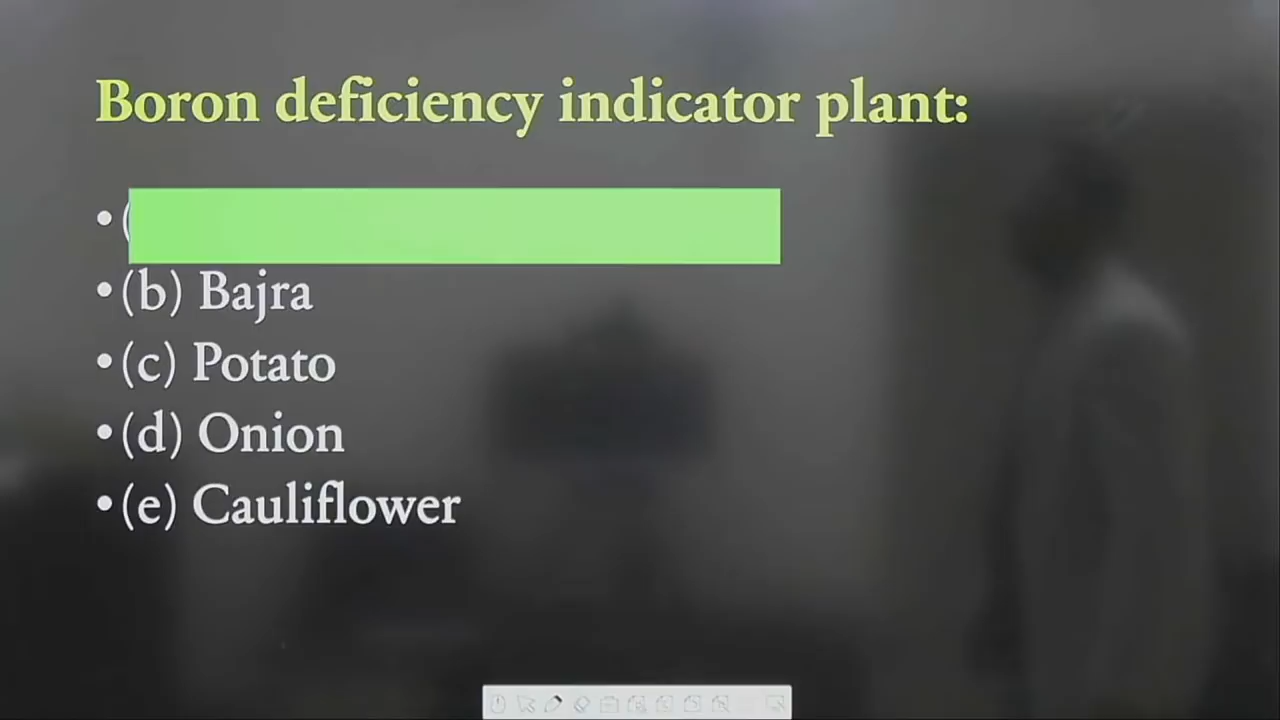 Boron deficiency indicator plant:
• (
• (b) Bajra
• (c) Potato
• (d) Onion
• (e) Cauliflower